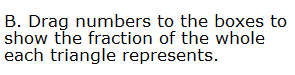 B. Drag numbers to the boxes to
show the fraction of the whole
each triangle represents.